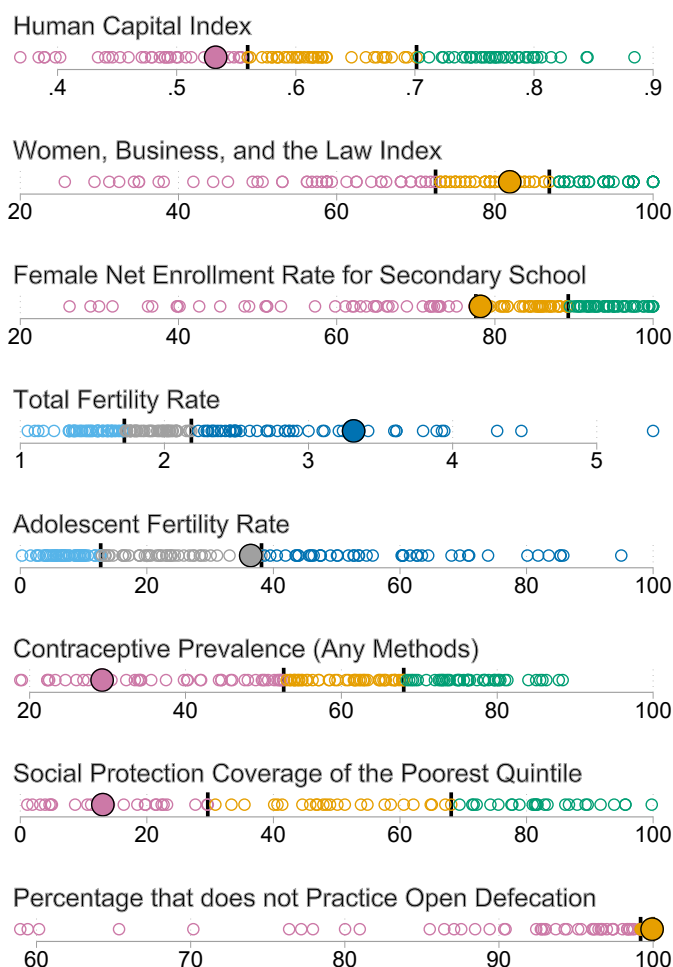 Human Capital Index
.4 .5 .6 .7 .8 .9
Women, Business, and the Law Index
20 40 60 80 100
Female Net Enrollment Rate for Secondary School
20 40 60 80 100
Total Fertility Rate
1 2 3 4 5
Adolescent Fertility Rate
0 20 40 60 80 100
Contraceptive Prevalence (Any Methods)
20 40 60 80 100
Social Protection Coverage of the Poorest Quintile
0 20 40 60 80 100
Percentage that does not Practice Open Defecation
60 70 80 90 100